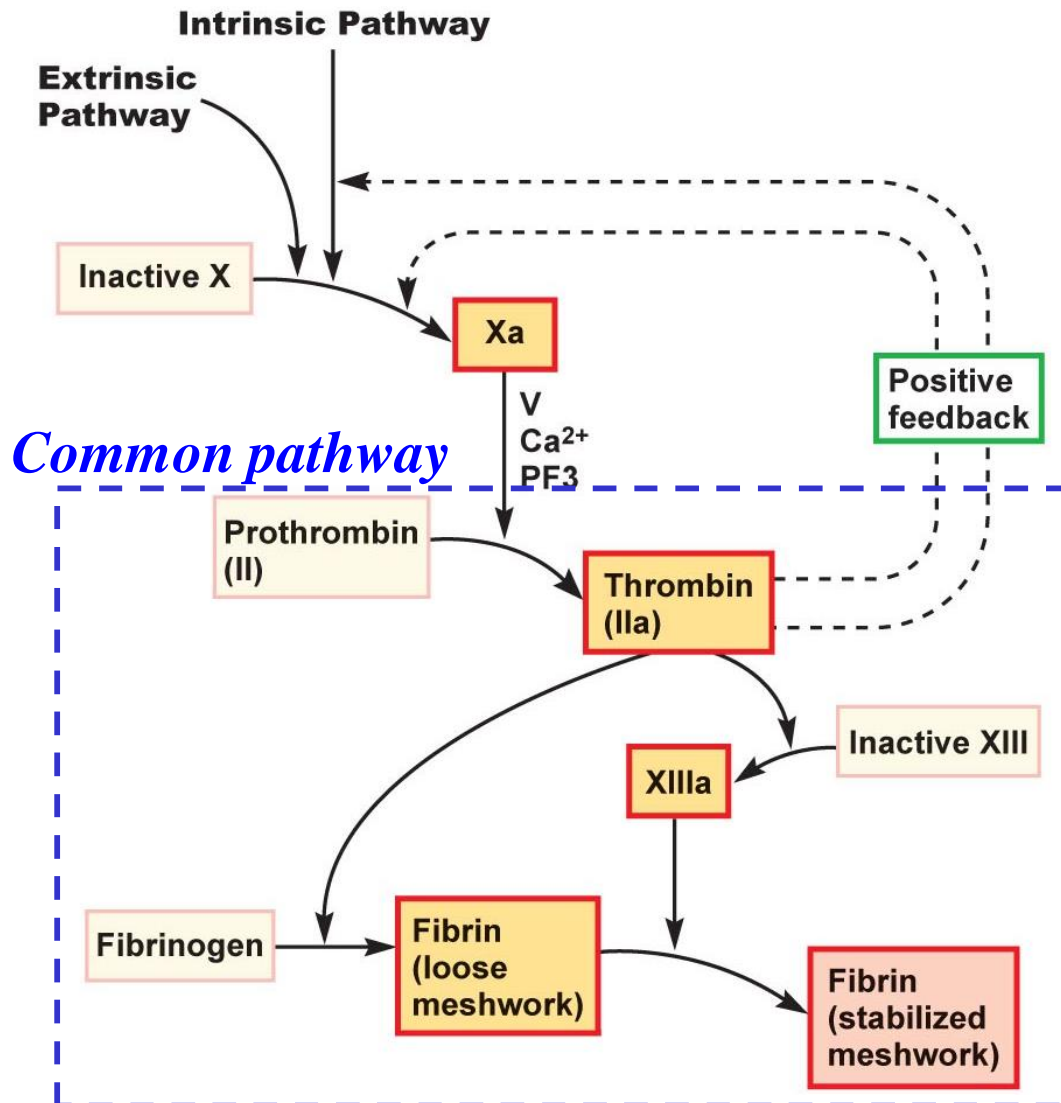 Intrinsic Pathway
Extrinsic
Pathway
Inactive X
Xa
V
Ca²⁺
PF3
Positive
feedback
Common pathway
Prothrombin
(II)
Thrombin
(IIa)
Inactive XIII
XIIIa
Fibrinogen
Fibrin
(loose
meshwork)
Fibrin
(stabilized
meshwork)